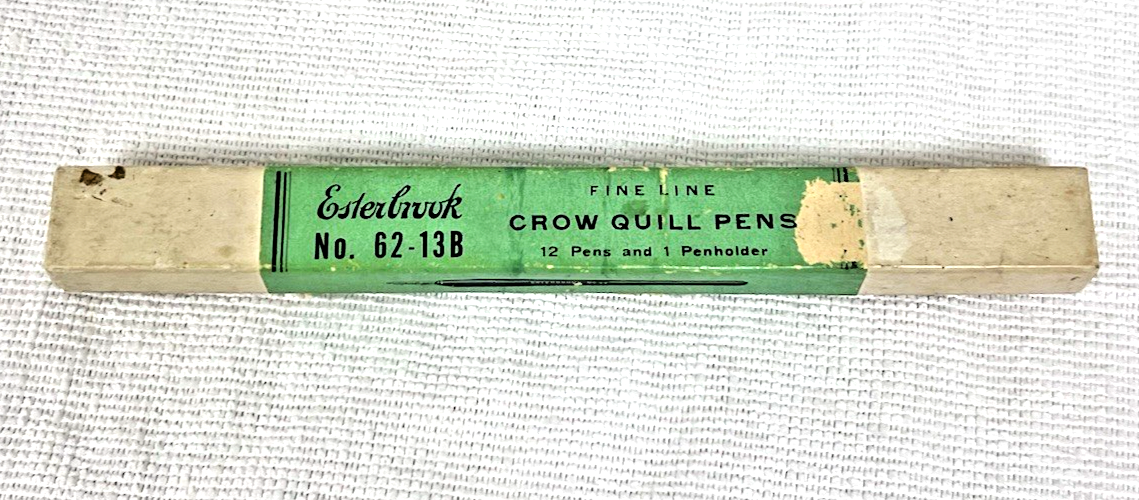 Esterbrook
No. 62-13B
FINE LINE
CROW QUILL PENS
12 Pens and 1 Penholder